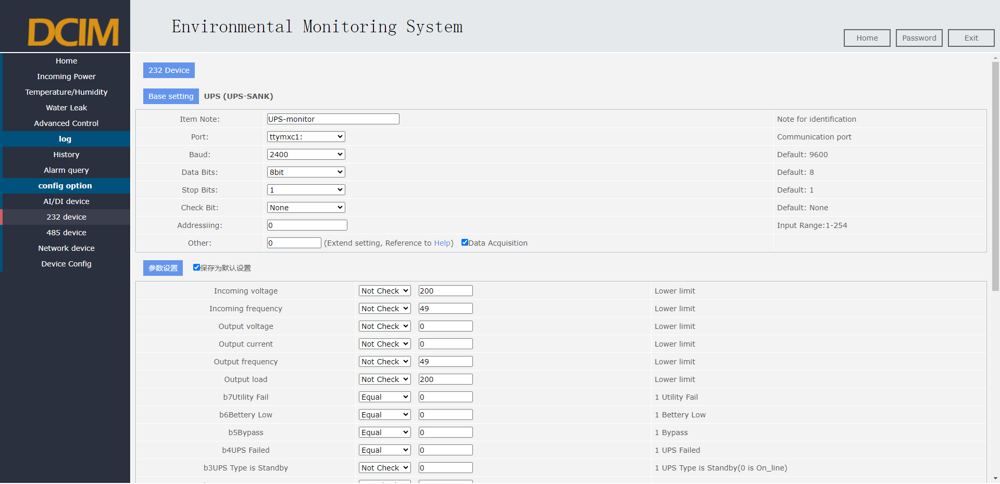 DCIM
Environmental Monitoring System
Home Password Exit
Home
Incoming Power
Temperature/Humidity
Water Leak
Advanced Control
log
History
Alarm query
config option
AI/DI device
232 device
485 device
Network device
Device Config
232 Device
Base setting UPS (UPS-SANK)
Item Note: UPS-monitor Note for identification
Port: ttymxc1: Communication port
Baud: 2400 Default: 9600
Data Bits: 8bit Default: 8
Stop Bits: 1 Default: 1
Check Bit: None Default: None
Addressiing: 0 Input Range:1-254
Other: 0 (Extend setting, Reference to Help) Data Acquisition
参数设置 保存为默认设置
Incoming voltage Not Check 200 Lower limit
Incoming frequency Not Check 49 Lower limit
Output voltage Not Check 0 Lower limit
Output current Not Check 0 Lower limit
Output frequency Not Check 49 Lower limit
Output load Not Check 200 Lower limit
b7Utility Fail Equal 0 1 Utility Fail
b6Bettery Low Equal 0 1 Bettery Low
b5Bypass Equal 0 1 Bypass
b4UPS Failed Equal 0 1 UPS Failed
b3UPS Type is Standby Not Check 0 1 UPS Type is Standby(0 is On_line)